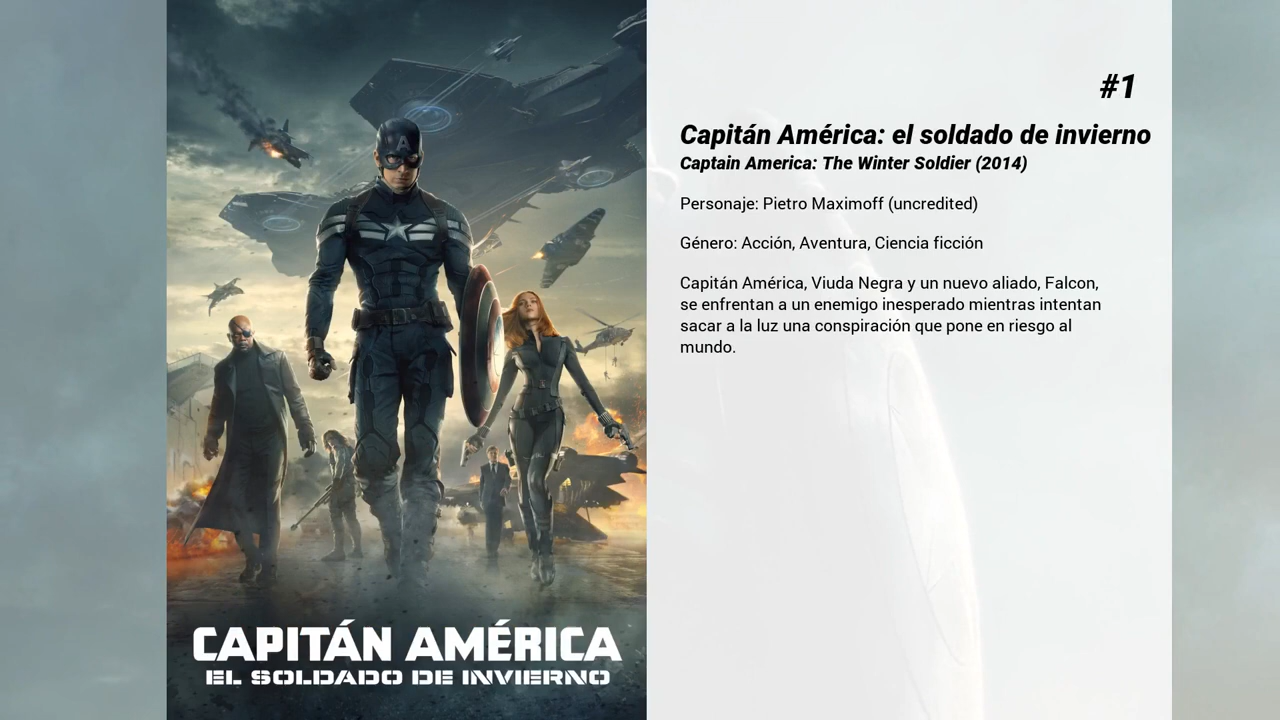 #1
Capitán América: el soldado de invierno
Captain America: The Winter Soldier (2014)
Personaje: Pietro Maximoff (uncredited)
Género: Acción, Aventura, Ciencia ficción
Capitán América, Viuda Negra y un nuevo aliado, Falcon,
se enfrentan a un enemigo inesperado mientras intentan
sacar a la luz una conspiración que pone en riesgo al
mundo.
A
CAPITÁN AMÉRICA
EL SOLDADO DE INVIERNO